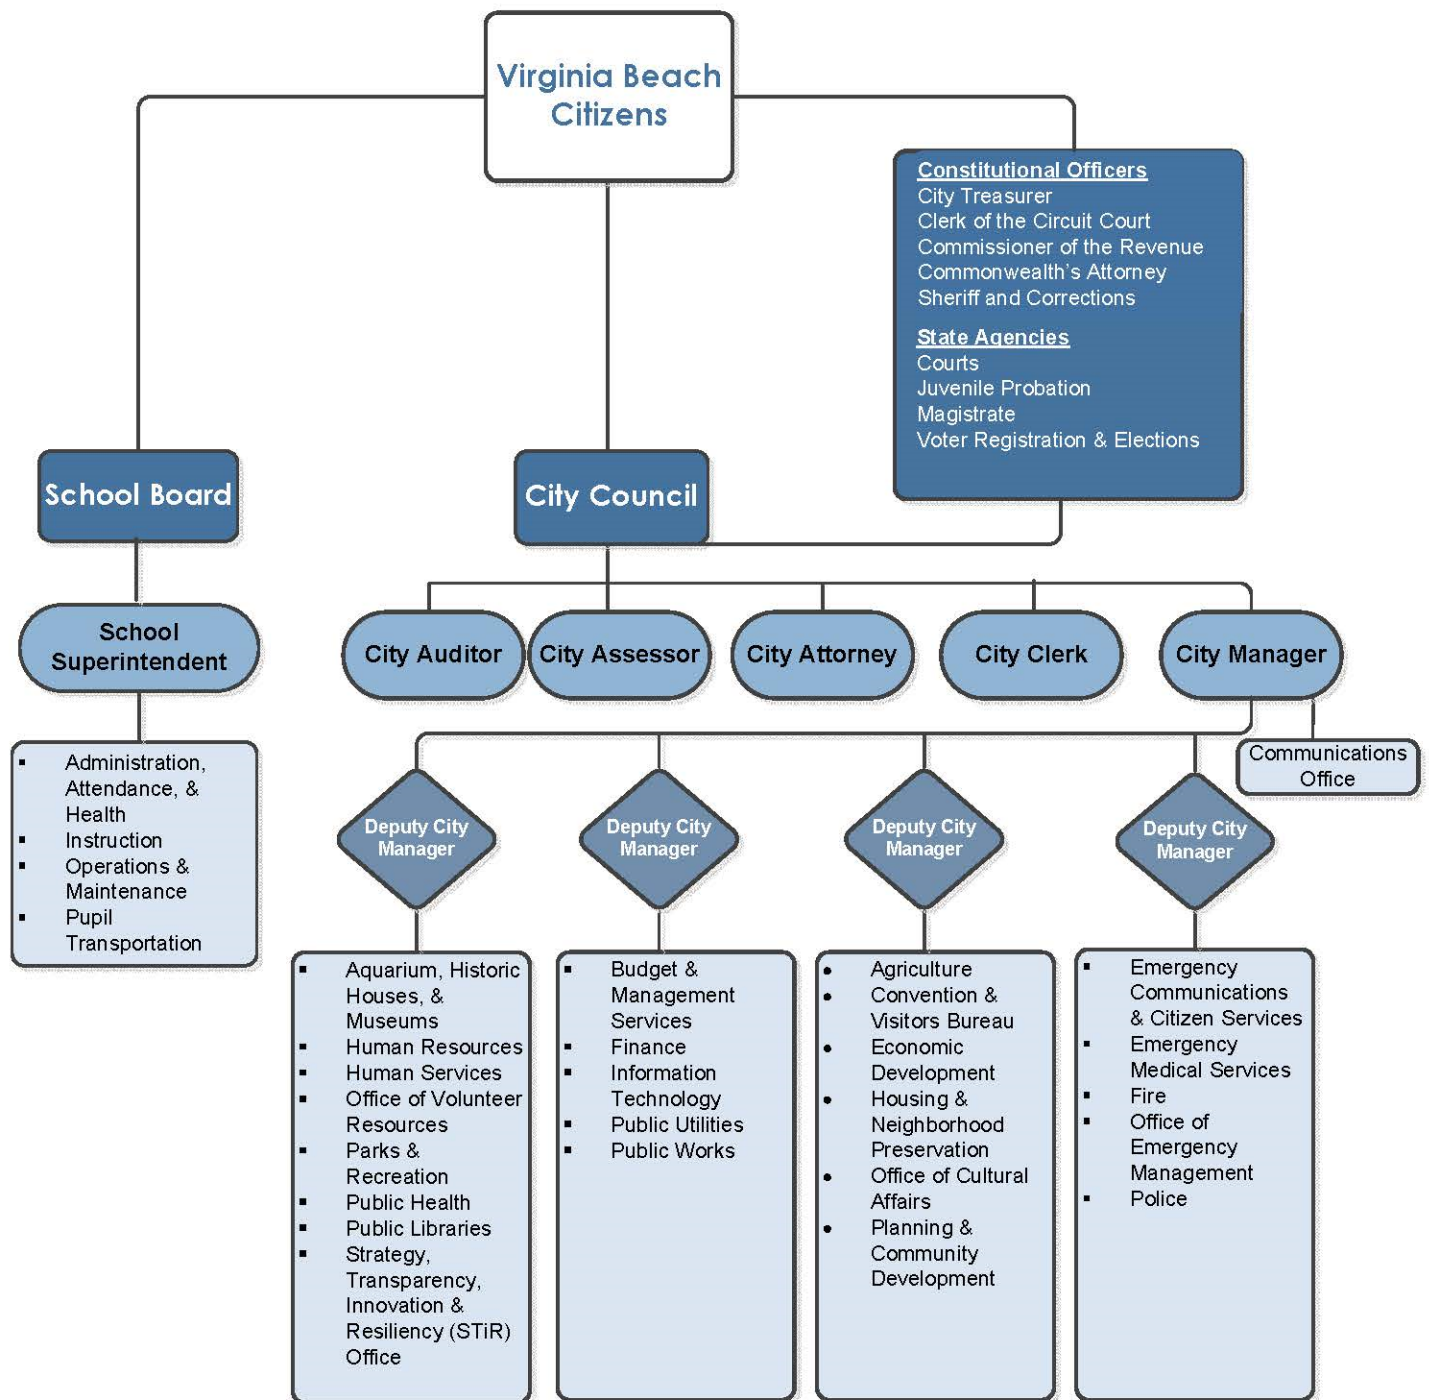 Virginia Beach
Citizens
Constitutional Officers
City Treasurer
Clerk of the Circuit Court
Commissioner of the Revenue
Commonwealth's Attorney
Sheriff and Corrections
State Agencies
Courts
Juvenile Probation
Magistrate
Voter Registration & Elections
School Board
City Council
School
Superintendent
City Auditor
City Assessor
City Attorney
City Clerk
City Manager
Communications
Office
▪ Administration,
Attendance, &
Health
▪ Instruction
▪ Operations &
Maintenance
▪ Pupil
Transportation
Deputy City
Manager
Deputy City
Manager
Deputy City
Manager
Deputy City
Manager
▪ Aquarium, Historic
Houses, &
Museums
▪ Human Resources
▪ Human Services
▪ Office of Volunteer
Resources
▪ Parks &
Recreation
▪ Public Health
▪ Public Libraries
▪ Strategy,
Transparency,
Innovation &
Resiliency (STiR)
Office
▪ Budget &
Management
Services
▪ Finance
▪ Information
Technology
▪ Public Utilities
▪ Public Works
• Agriculture
• Convention &
Visitors Bureau
• Economic
Development
• Housing &
Neighborhood
Preservation
• Office of Cultural
Affairs
• Planning &
Community
Development
▪ Emergency
Communications
& Citizen Services
▪ Emergency
Medical Services
▪ Fire
▪ Office of
Emergency
Management
▪ Police